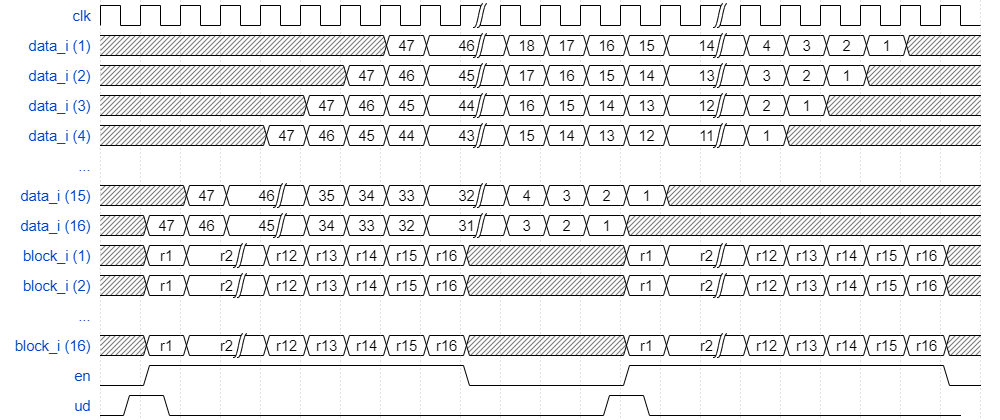 clk
data_i (1) 47 46 18 17 16 15 14 4 3 2 1
data_i (2) 47 46 45 17 16 15 14 13 3 2 1
data_i (3) 47 46 45 44 16 15 14 13 12 2 1
data_i (4) 47 46 45 44 43 15 14 13 12 11 1
...
data_i (15) 47 46 35 34 33 32 4 3 2 1
data_i (16) 47 46 45 34 33 32 31 3 2 1
block_i (1) r1 r2 r12 r13 r14 r15 r16 r1 r2 r12 r13 r14 r15 r16
block_i (2) r1 r2 r12 r13 r14 r15 r16 r1 r2 r12 r13 r14 r15 r16
...
block_i (16) r1 r2 r12 r13 r14 r15 r16 r1 r2 r12 r13 r14 r15 r16
en
ud